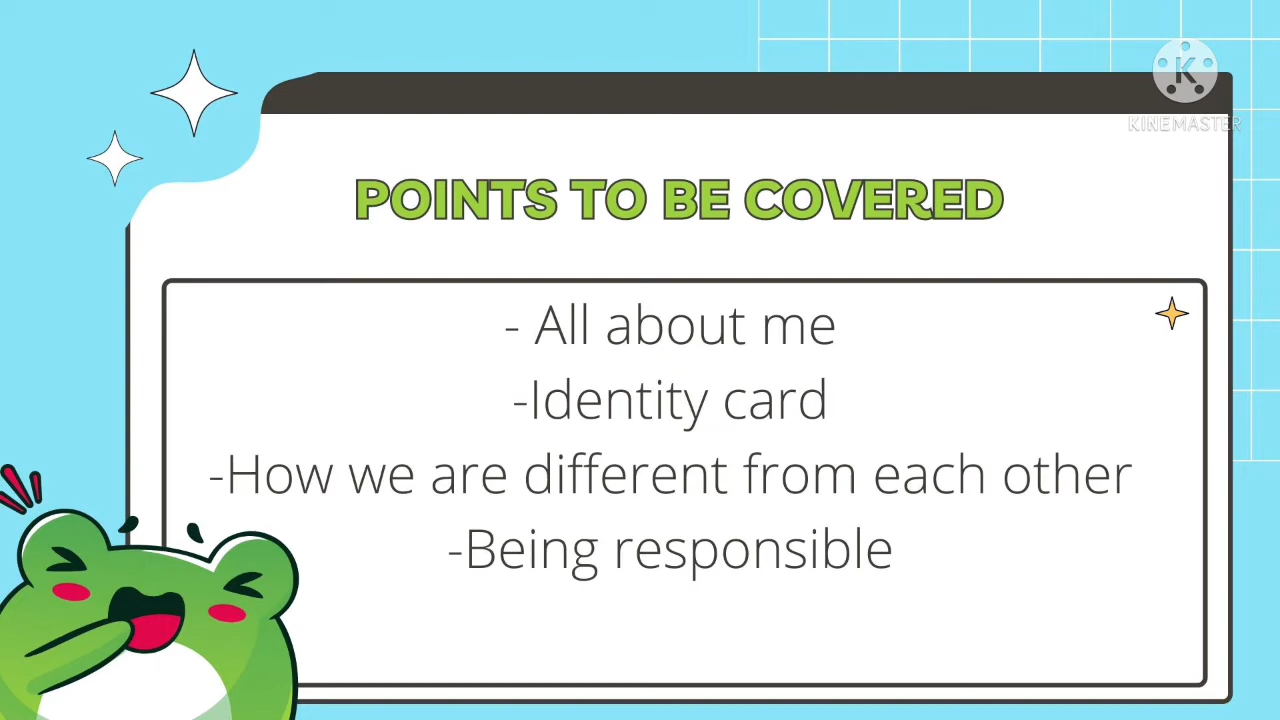 K
KINEMASTER
POINTS TO BE COVERED
- All about me
-Identity card
-How we are different from each other
-Being responsible